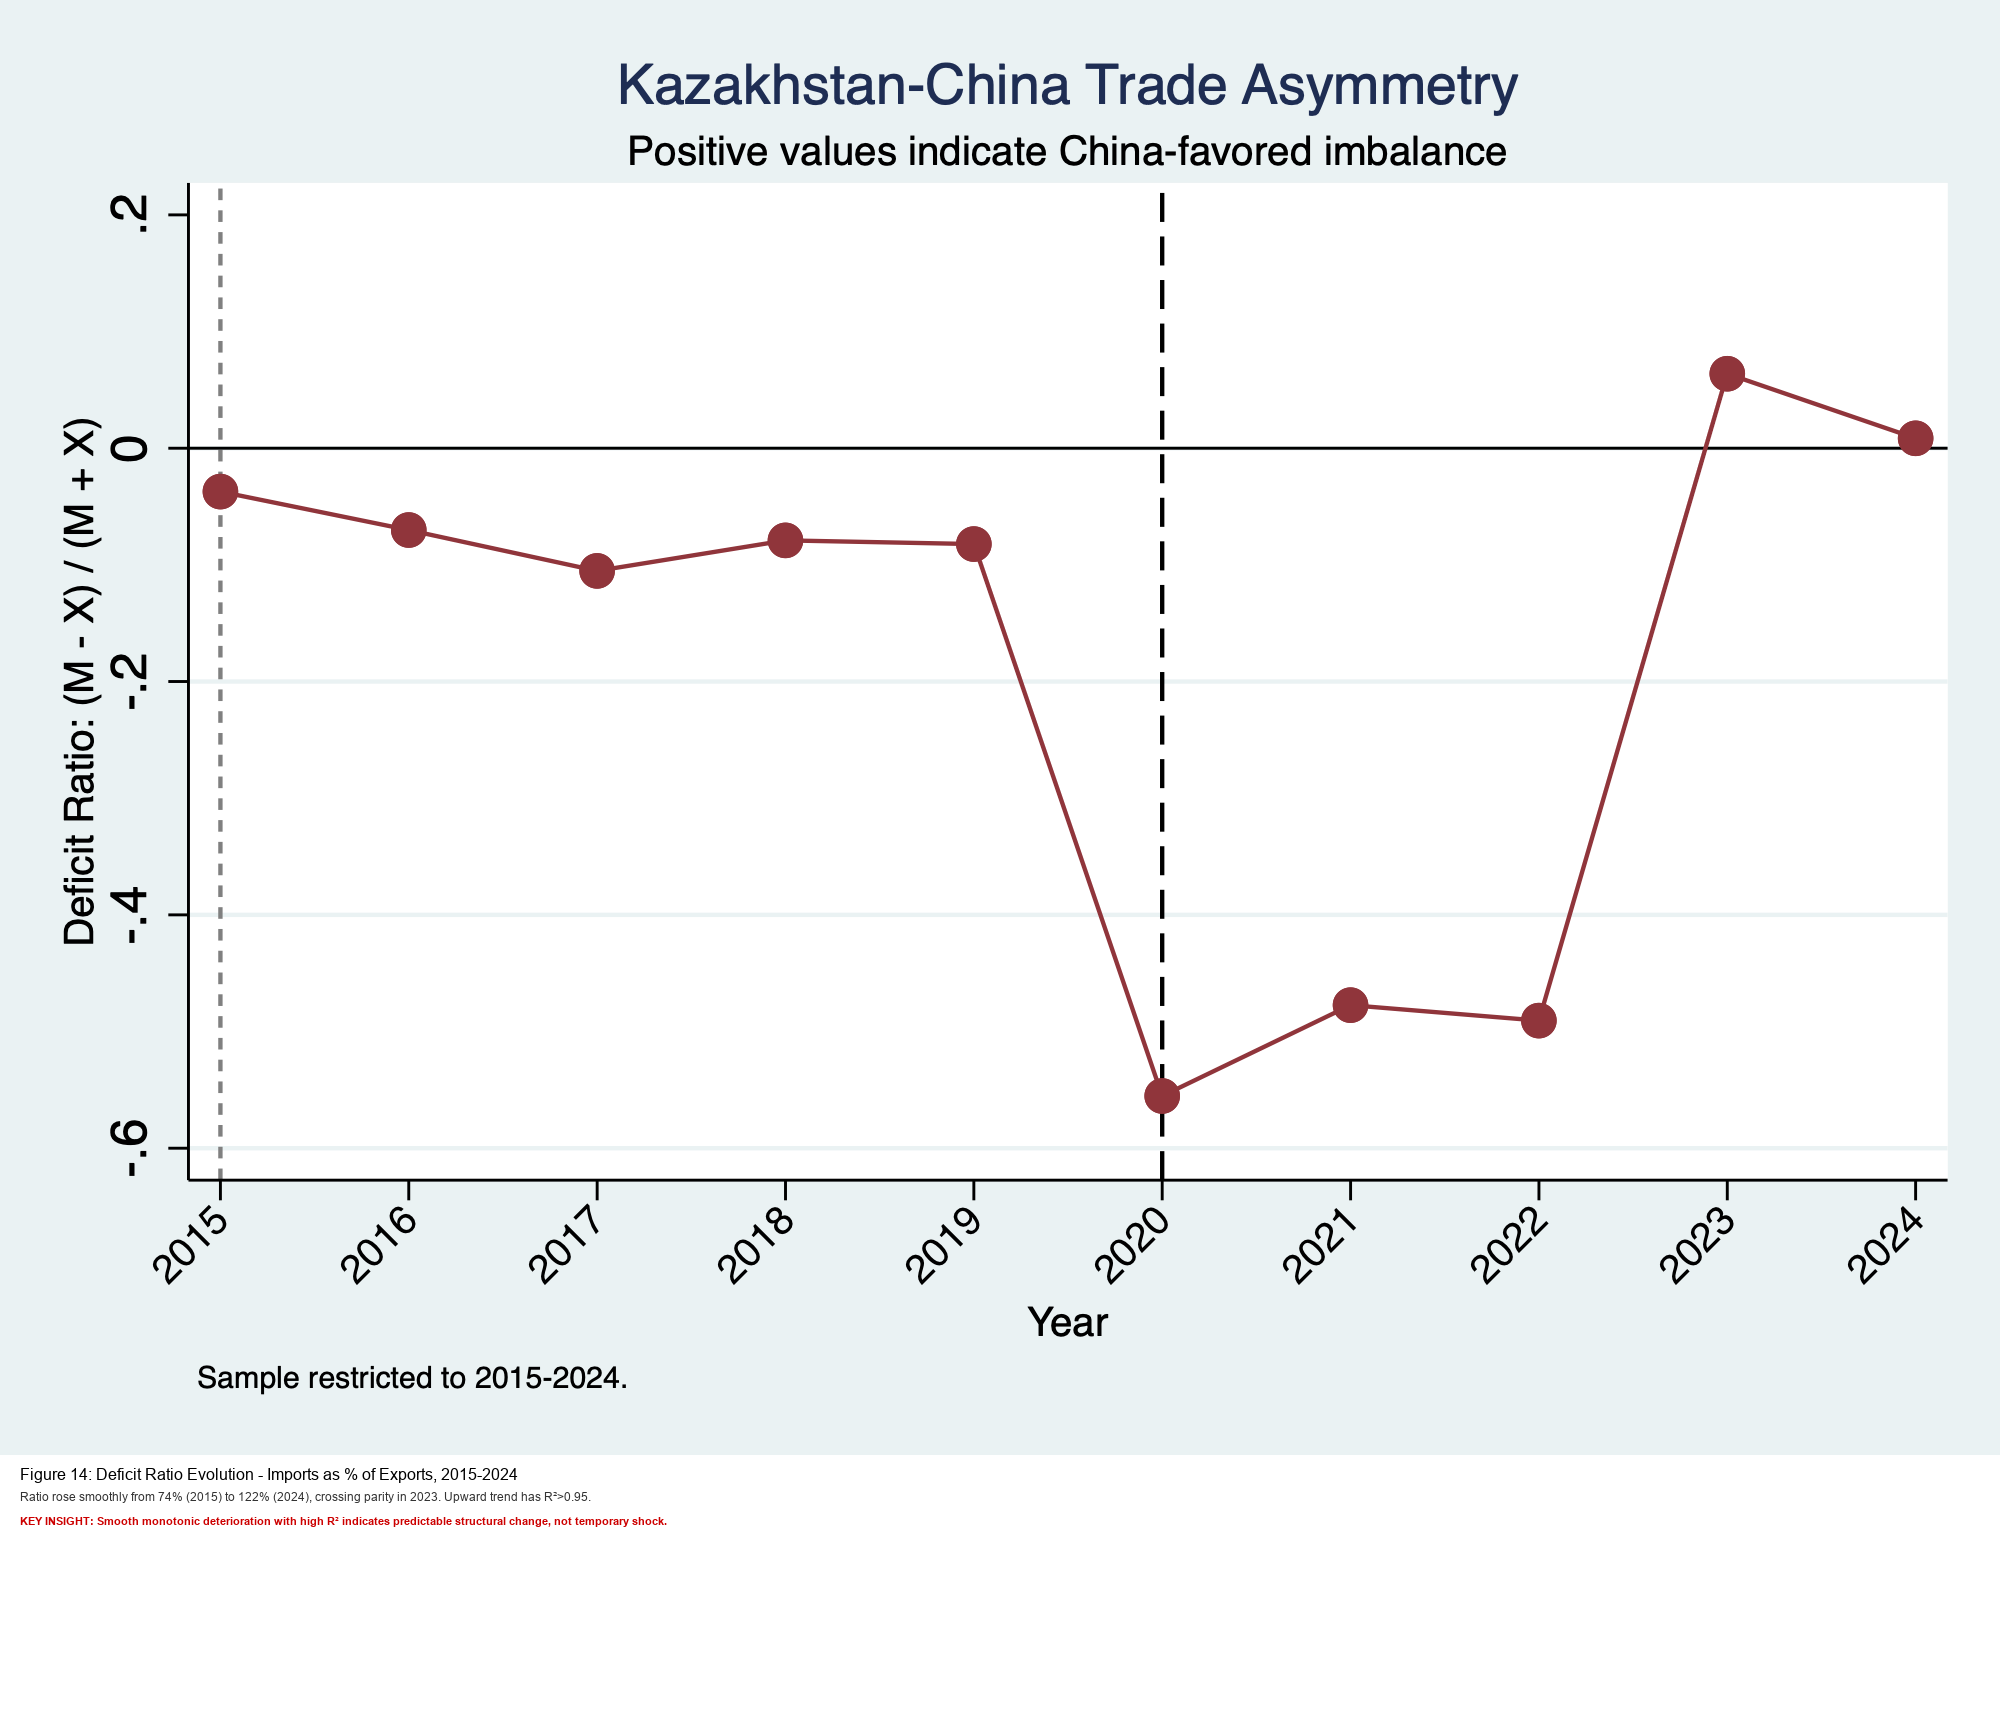 Kazakhstan-China Trade Asymmetry
Positive values indicate China-favored imbalance
Deficit Ratio: (M - X) / (M + X)
.2
0
-.2
-.4
-.6
2015
2016
2017
2018
2019
2020
2021
2022
2023
2024
Year
Sample restricted to 2015-2024.
Figure 14: Deficit Ratio Evolution - Imports as % of Exports, 2015-2024
Ratio rose smoothly from 74% (2015) to 122% (2024), crossing parity in 2023. Upward trend has R²>0.95.
KEY INSIGHT: Smooth monotonic deterioration with high R² indicates predictable structural change, not temporary shock.